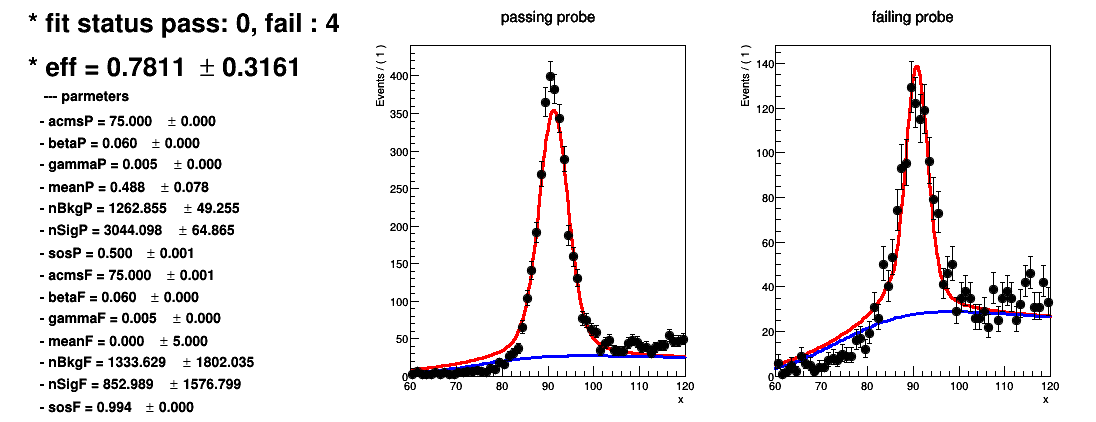 * fit status pass: 0, fail : 4
* eff = 0.7811 ± 0.3161
--- parmeters
- acmsP = 75.000 ± 0.000
- betaP = 0.060 ± 0.000
- gammaP = 0.005 ± 0.000
- meanP = 0.488 ± 0.078
- nBkgP = 1262.855 ± 49.255
- nSigP = 3044.098 ± 64.865
- sosP = 0.500 ± 0.001
- acmsF = 75.000 ± 0.001
- betaF = 0.060 ± 0.000
- gammaF = 0.005 ± 0.000
- meanF = 0.000 ± 5.000
- nBkgF = 1333.629 ± 1802.035
- nSigF = 852.989 ± 1576.799
- sosF = 0.994 ± 0.000
passing probe
Events / ( 1 )
400
350
300
250
200
150
100
50
0
60 70 80 90 100 110 120
x
failing probe
Events / ( 1 )
140
120
100
80
60
40
20
0
60 70 80 90 100 110 120
x